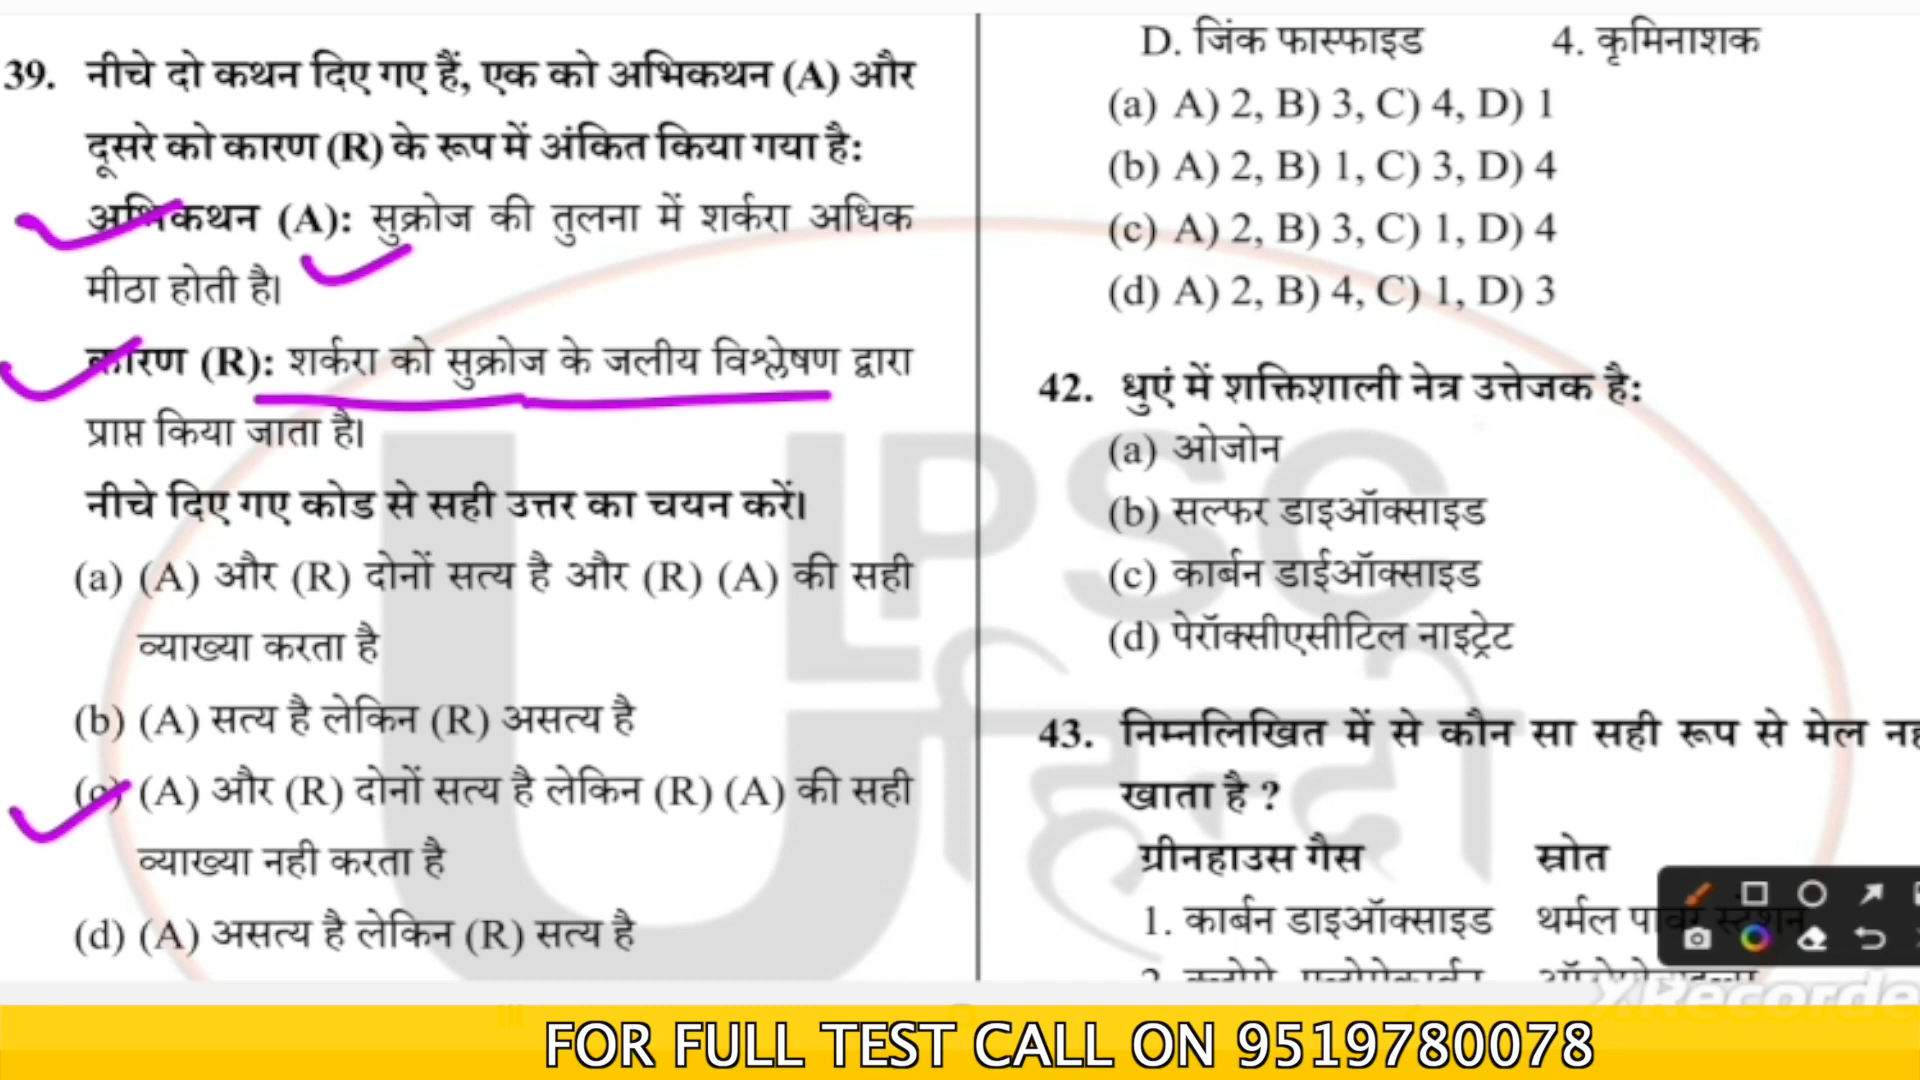 39. नीचे दो कथन दिए गए हैं, एक को अभिकथन (A) और
दूसरे को कारण (R) के रूप में अंकित किया गया है:
अभिकथन (A): सुक्रोज की तुलना में शर्करा अधिक
मीठा होती है।
कारण (R): शर्करा को सुक्रोज के जलीय विश्लेषण द्वारा
प्राप्त किया जाता है।
नीचे दिए गए कोड से सही उत्तर का चयन करें।
(a) (A) और (R) दोनों सत्य है और (R) (A) की सही
व्याख्या करता है
(b) (A) सत्य है लेकिन (R) असत्य है
(c) (A) और (R) दोनों सत्य है लेकिन (R) (A) की सही
व्याख्या नही करता है
(d) (A) असत्य है लेकिन (R) सत्य है
D. जिंक फास्फाइड 4. कृमिनाशक
(a) A) 2, B) 3, C) 4, D) 1
(b) A) 2, B) 1, C) 3, D) 4
(c) A) 2, B) 3, C) 1, D) 4
(d) A) 2, B) 4, C) 1, D) 3
42. धुएं में शक्तिशाली नेत्र उत्तेजक है:
(a) ओजोन
(b) सल्फर डाइऑक्साइड
(c) कार्बन डाईऑक्साइड
(d) पेरॉक्सीएसीटिल नाइट्रेट
43. निम्नलिखित में से कौन सा सही रूप से मेल
खाता है ?
ग्रीनहाउस गैस स्रोत
1. कार्बन डाइऑक्साइड थर्मल पावर स्टेशन
UPSC
हिन्दी
FOR FULL TEST CALL ON 9519780078